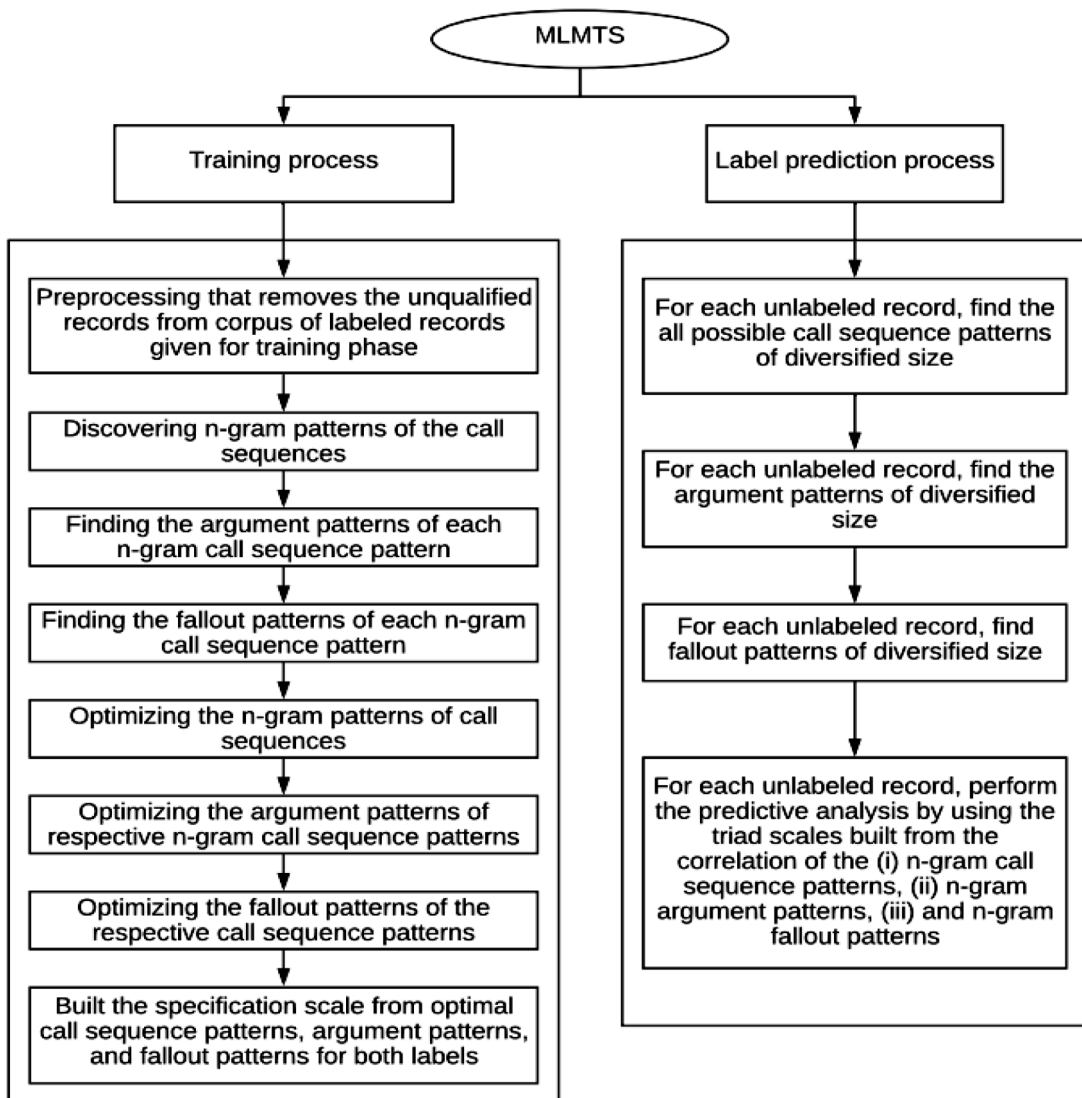 MLMTS
Training process
Label prediction process
Preprocessing that removes the unqualified
records from corpus of labeled records
given for training phase
Discovering n-gram patterns of the call
sequences
Finding the argument patterns of each
n-gram call sequence pattern
Finding the fallout patterns of each n-gram
call sequence pattern
Optimizing the n-gram patterns of call
sequences
Optimizing the argument patterns of
respective n-gram call sequence patterns
Optimizing the fallout patterns of the
respective call sequence patterns
Built the specification scale from optimal
call sequence patterns, argument patterns,
and fallout patterns for both labels
For each unlabeled record, find the
all possible call sequence patterns
of diversified size
For each unlabeled record, find the
argument patterns of diversified
size
For each unlabeled record, find
fallout patterns of diversified size
For each unlabeled record, perform
the predictive analysis by using the
triad scales built from the
correlation of the (i) n-gram call
sequence patterns, (ii) n-gram
argument patterns, (iii) and n-gram
fallout patterns